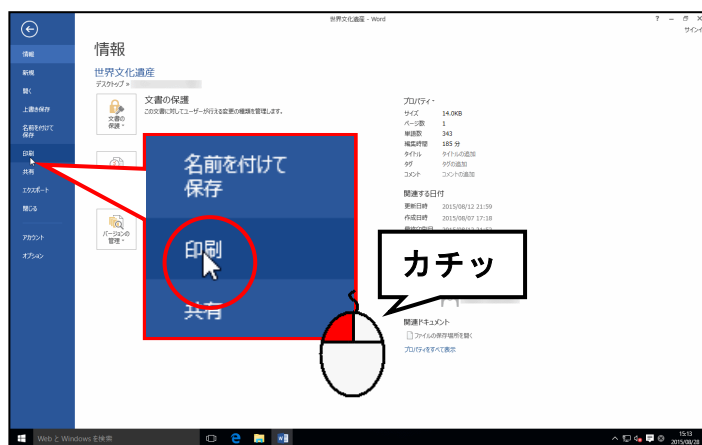 世界文化遺産 - Word
? – サインイ
情報
情報
新規
開く
上書き保存
名前を付けて
保存
印刷
共有
エクスポート
閉じる
アカウント
オプション
世界文化遺産
デスクトップ »
文書の保護
この文書に対してユーザーが行える変更の種類を管理します。
文書の
保護
バージョンの
管理
名前を付けて
保存
印刷
共有
カチッ
プロパティ
サイズ 14.0KB
ページ数 1
単語数 343
編集時間 185 分
タイトル タイトルの追加
タグ タグの追加
コメント コメントの追加
関連する日付
更新日時 2015/08/12 21:59
作成日時 2015/08/07 17:18
関連ドキュメント
ファイルの保存場所を開く
プロパティをすべて表示
Web と Windows を検索
15:13
2015/08/28